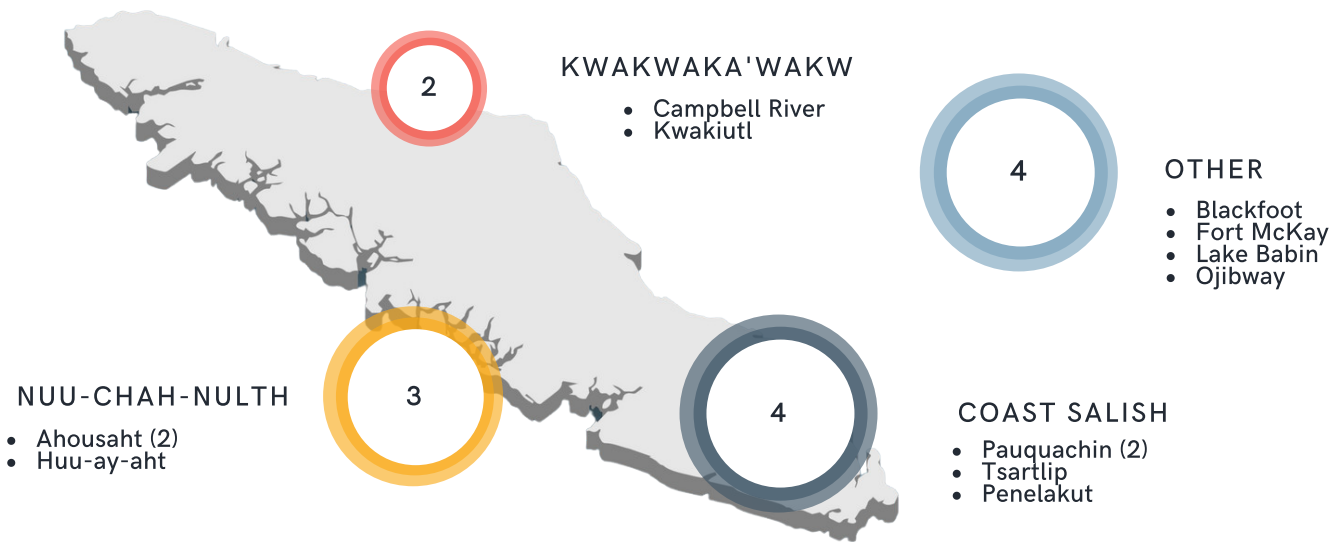 2
KWAKWAKA'WAKW
• Campbell River
• Kwakiutl
4
OTHER
• Blackfoot
• Fort McKay
• Lake Babin
• Ojibway
3
NUU-CHAH-NULTH
• Ahousaht (2)
• Huu-ay-aht
4
COAST SALISH
• Pauquachin (2)
• Tsartlip
• Penelakut